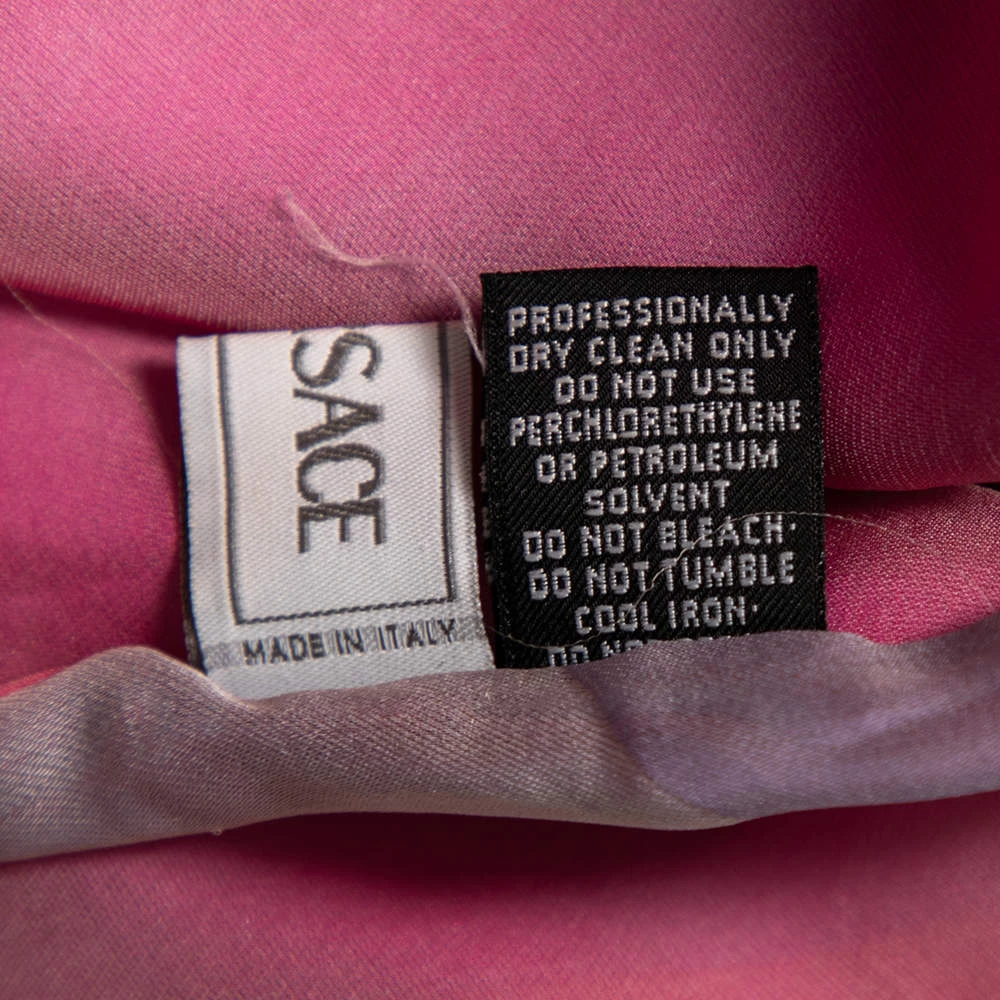 SACE
MADE IN ITALY
PROFESSIONALLY
DRY CLEAN ONLY
DO NOT USE
PERCHLORETHYLENE
OR PETROLEUM
SOLVENT
DO NOT BLEACH·
DO NOT TUMBLE
COOL IRON·
DO